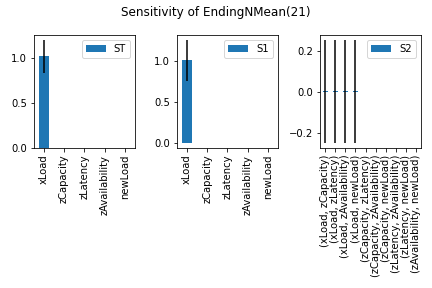 Sensitivity of EndingNMean(21)
ST
1.0
0.5
0.0
xLoad
zCapacity
zLatency
zAvailability
newLoad
S1
1.0
0.5
0.0
xLoad
zCapacity
zLatency
zAvailability
newLoad
S2
0.2
0.0
−0.2
(xLoad, zCapacity)
(xLoad, zLatency)
(xLoad, zAvailability)
(xLoad, newLoad)
(zCapacity, zLatency)
(zCapacity, zAvailability)
(zCapacity, newLoad)
(zLatency, zAvailability)
(zLatency, newLoad)
(zAvailability, newLoad)